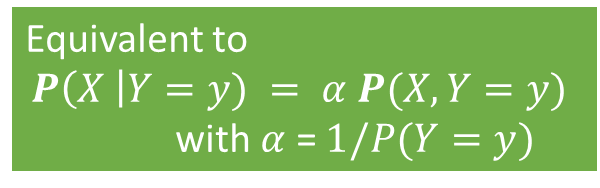 Equivalent to
P(X |Y = y) = α P(X, Y = y)
with α = 1/P(Y = y)